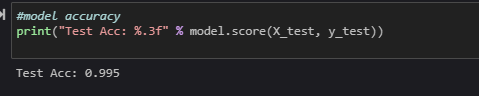 #model accuracy
print("Test Acc: %.3f" % model.score(X_test, y_test))
Test Acc: 0.995